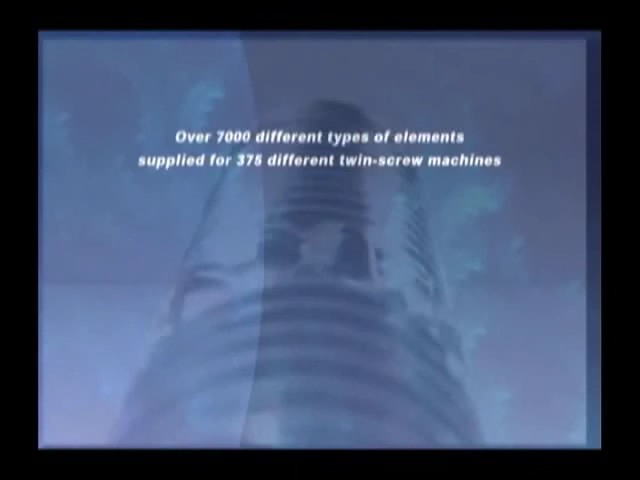 Over 7000 different types of elements
supplied for 375 different twin-screw machines